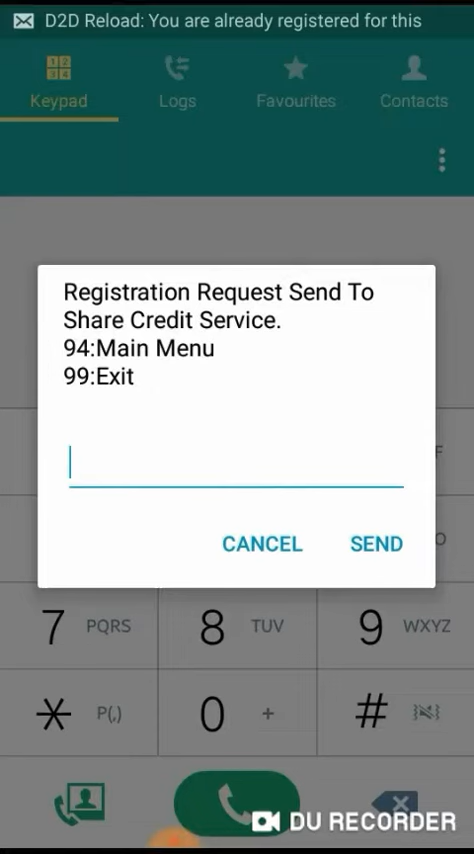 D2D Reload: You are already registered for this
Keypad
Logs
Favourites
Contacts
Registration Request Send To
Share Credit Service.
94:Main Menu
99:Exit
F
CANCEL
SEND
O
7 PQRS
8 TUV
9 WXYZ
* P(,)
0 +
#
DU RECORDER